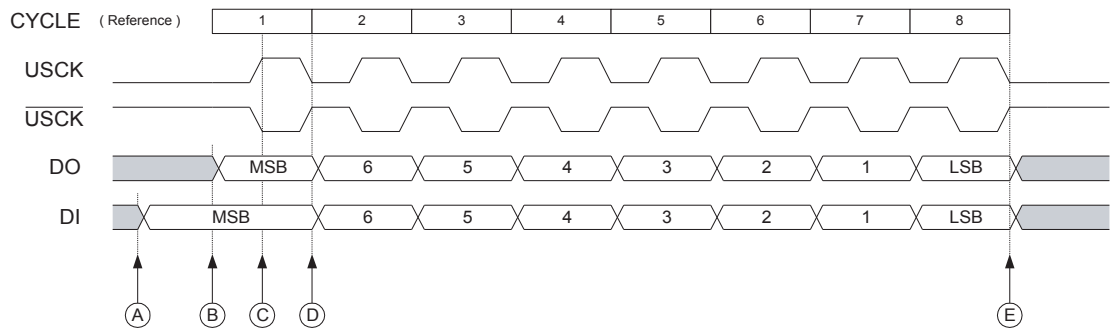 CYCLE ( Reference ) 1 2 3 4 5 6 7 8
USCK
USCK
DO MSB 6 5 4 3 2 1 LSB
DI MSB 6 5 4 3 2 1 LSB
A B C D E